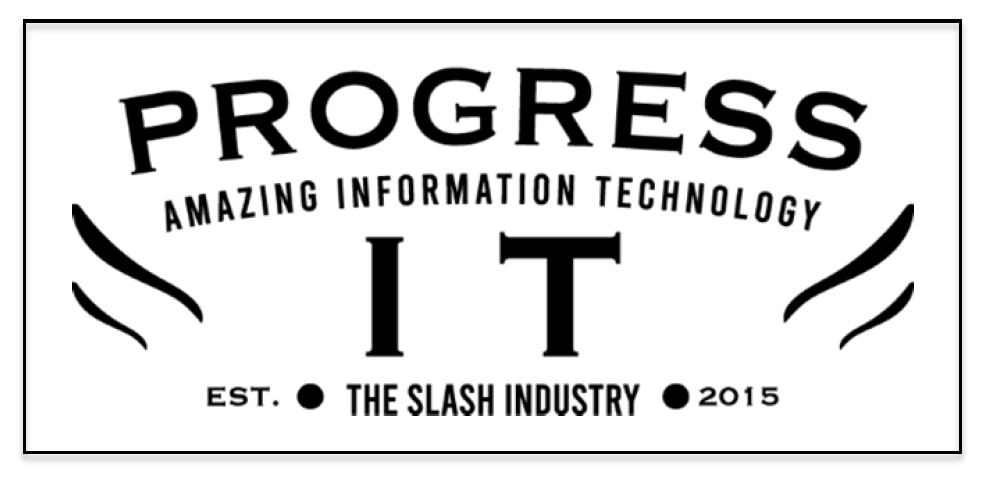 PROGRESS
AMAZING INFORMATION TECHNOLOGY
IT
EST. ● THE SLASH INDUSTRY ● 2015